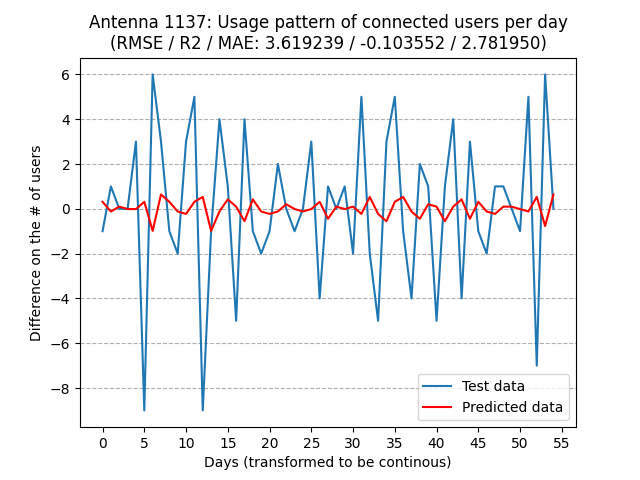 Antenna 1137: Usage pattern of connected users per day
(RMSE / R2 / MAE: 3.619239 / -0.103552 / 2.781950)
6
4
2
0
−2
−4
−6
−8
Difference on the # of users
Test data
Predicted data
0 5 10 15 20 25 30 35 40 45 50 55
Days (transformed to be continous)